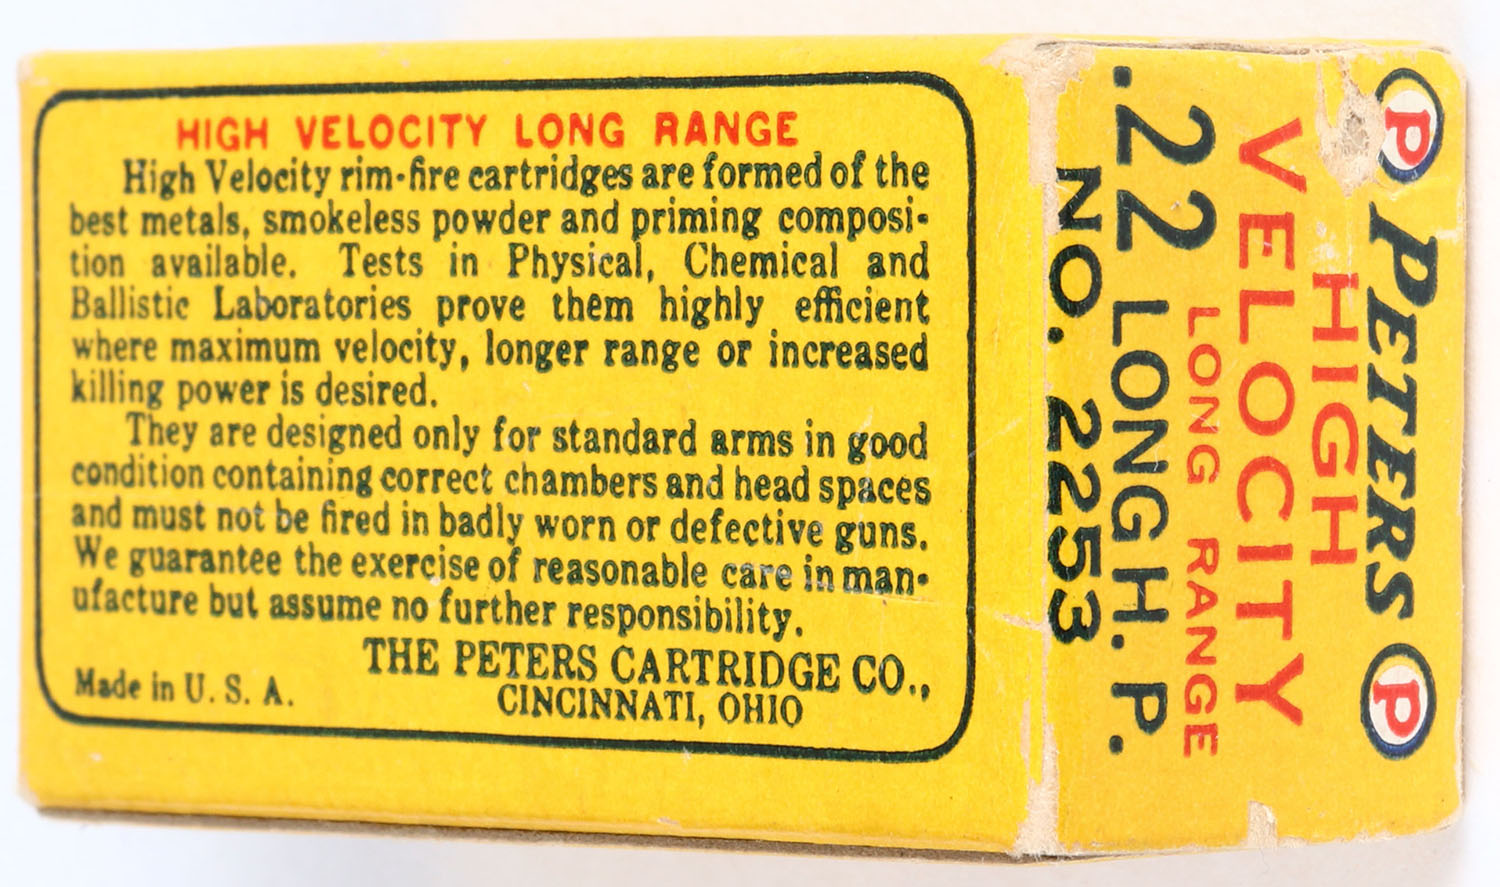 HIGH VELOCITY LONG RANGE
High Velocity rim-fire cartridges are formed of the
best metals, smokeless powder and priming composi-
tion available. Tests in Physical, Chemical and
Ballistic Laboratories prove them highly efficient
where maximum velocity, longer range or increased
killing power is desired.
They are designed only for standard arms in good
condition containing correct chambers and head spaces
and must not be fired in badly worn or defective guns.
We guarantee the exercise of reasonable care in man-
ufacture but assume no further responsibility.
THE PETERS CARTRIDGE CO.,
CINCINNATI, OHIO
Made in U. S. A.
P PETERS P
HIGH
VELOCITY
LONG RANGE
.22 LONG H. P.
NO. 2253